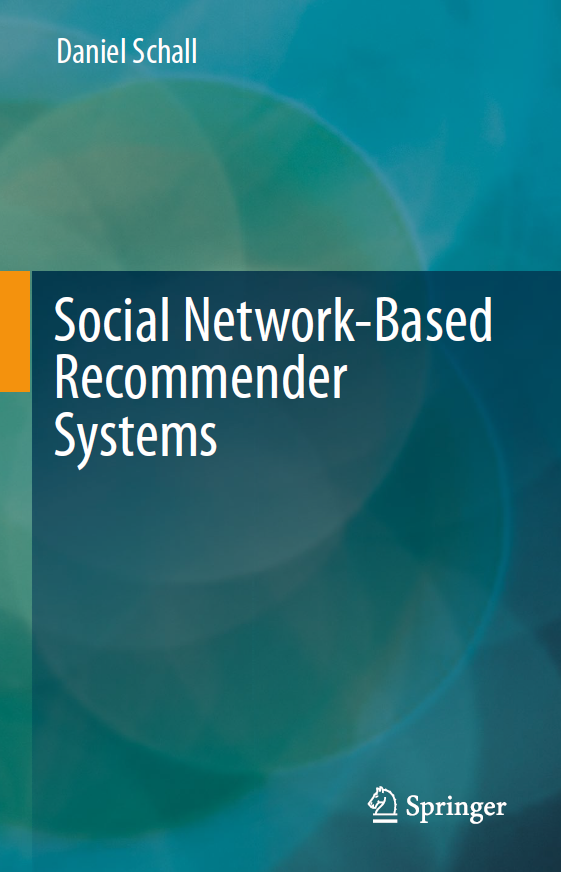 Daniel Schall
Social Network-Based
Recommender
Systems
Springer